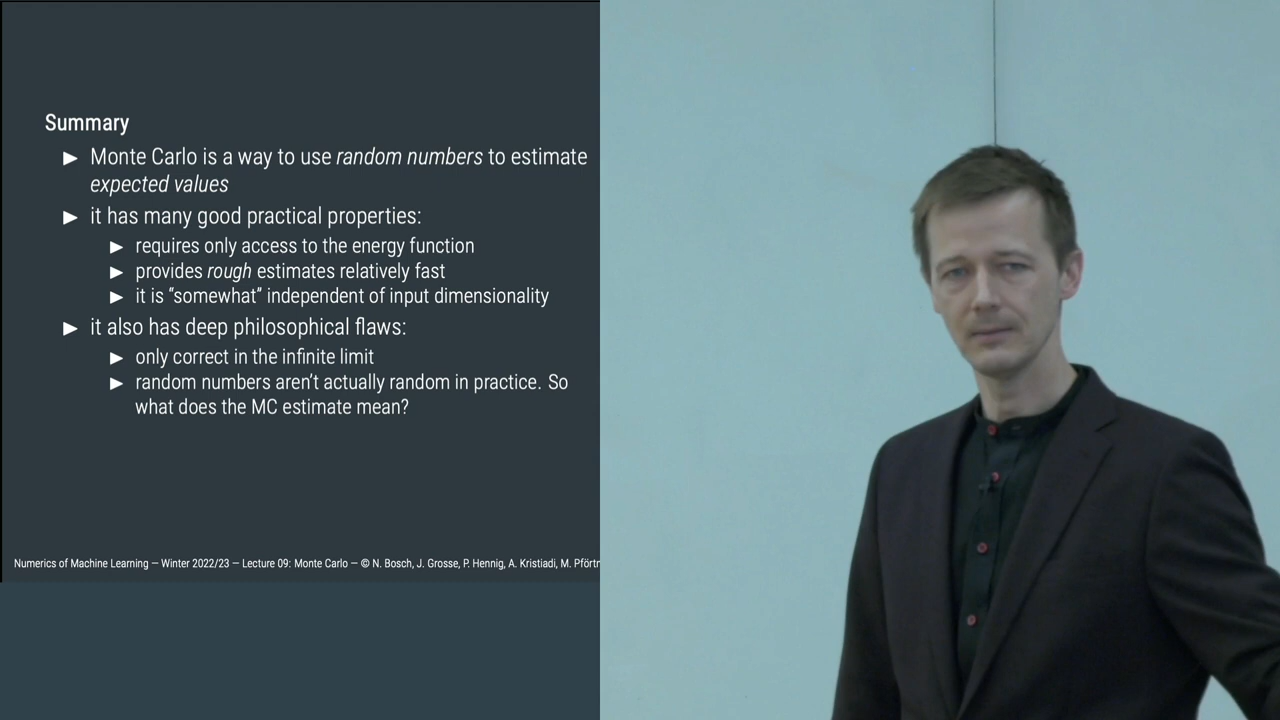 Summary
► Monte Carlo is a way to use random numbers to estimate
expected values
► it has many good practical properties:
► requires only access to the energy function
► provides rough estimates relatively fast
► it is “somewhat” independent of input dimensionality
► it also has deep philosophical flaws:
► only correct in the infinite limit
► random numbers aren’t actually random in practice. So
what does the MC estimate mean?
Numerics of Machine Learning — Winter 2022/23 — Lecture 09: Monte Carlo — © N. Bosch, J. Grosse, P. Hennig, A. Kristiadi, M.